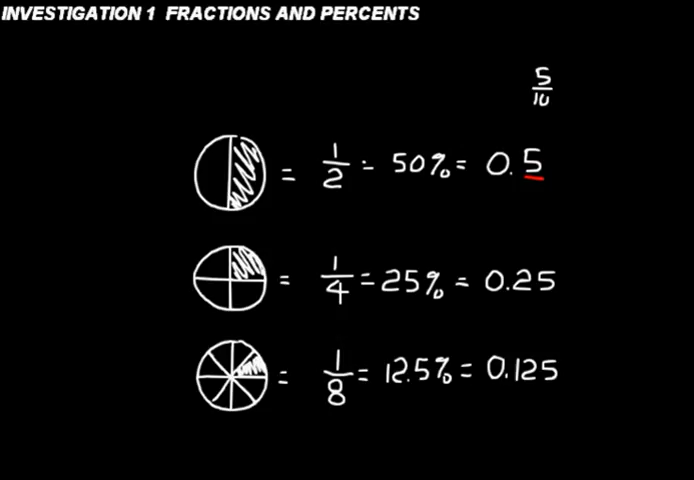 INVESTIGATION 1 FRACTIONS AND PERCENTS
5/10
= 1/2 = 50% = 0.5
= 1/4 = 25% = 0.25
= 1/8 = 12.5% = 0.125